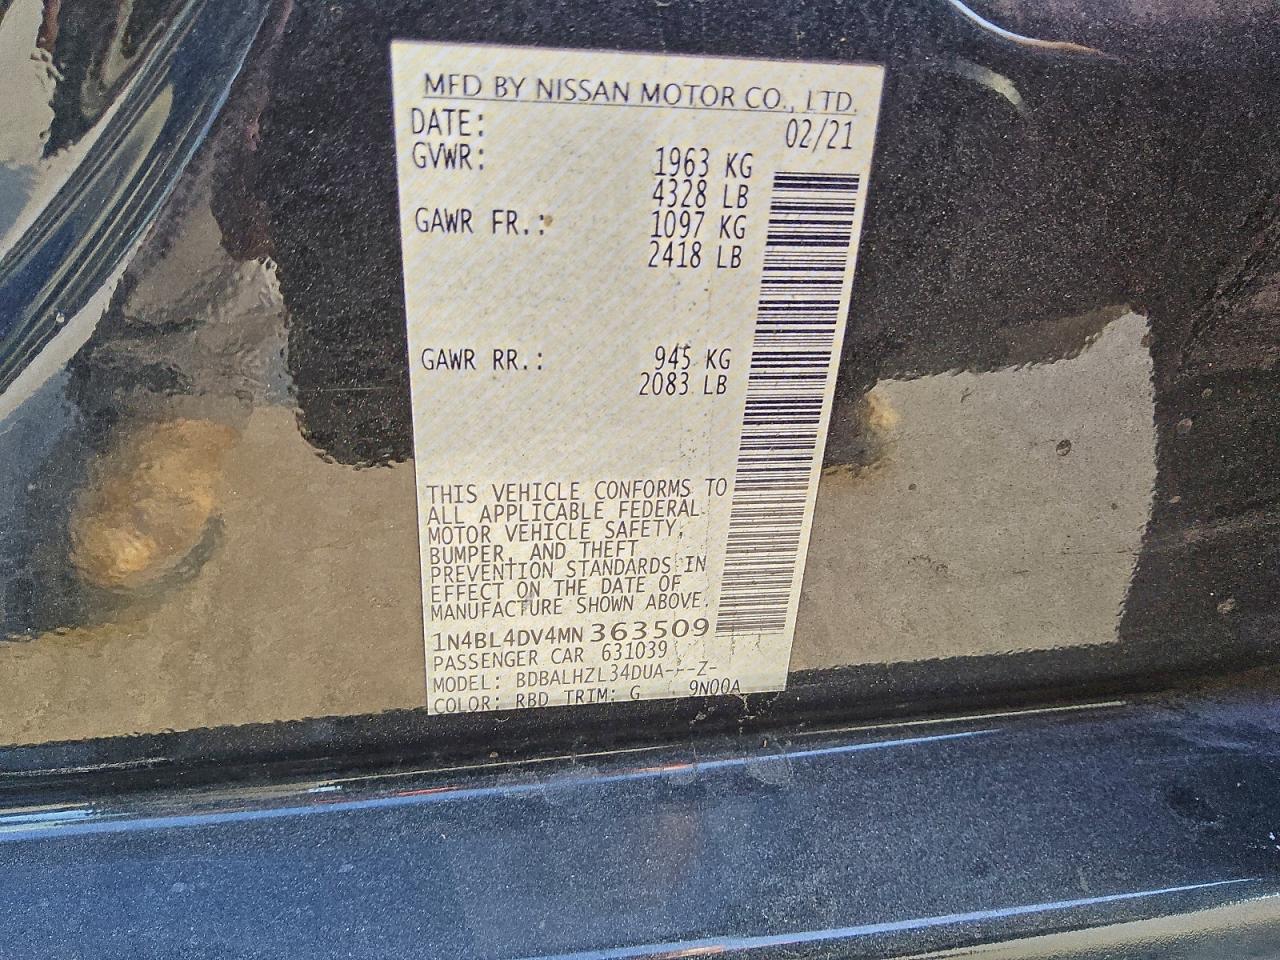 MFD BY NISSAN MOTOR CO., LTD.
DATE: 02/21
GVWR: 1963 KG
4328 LB
GAWR FR.: 1097 KG
2418 LB
GAWR RR.: 945 KG
2083 LB
THIS VEHICLE CONFORMS TO
ALL APPLICABLE FEDERAL
MOTOR VEHICLE SAFETY,
BUMPER, AND THEFT
PREVENTION STANDARDS IN
EFFECT ON THE DATE OF
MANUFACTURE SHOWN ABOVE.
1N4BL4DV4MN363509
PASSENGER CAR 631039
MODEL: BDBALHZL34DUA---Z-
COLOR: RBD TRIM: G 9N00A